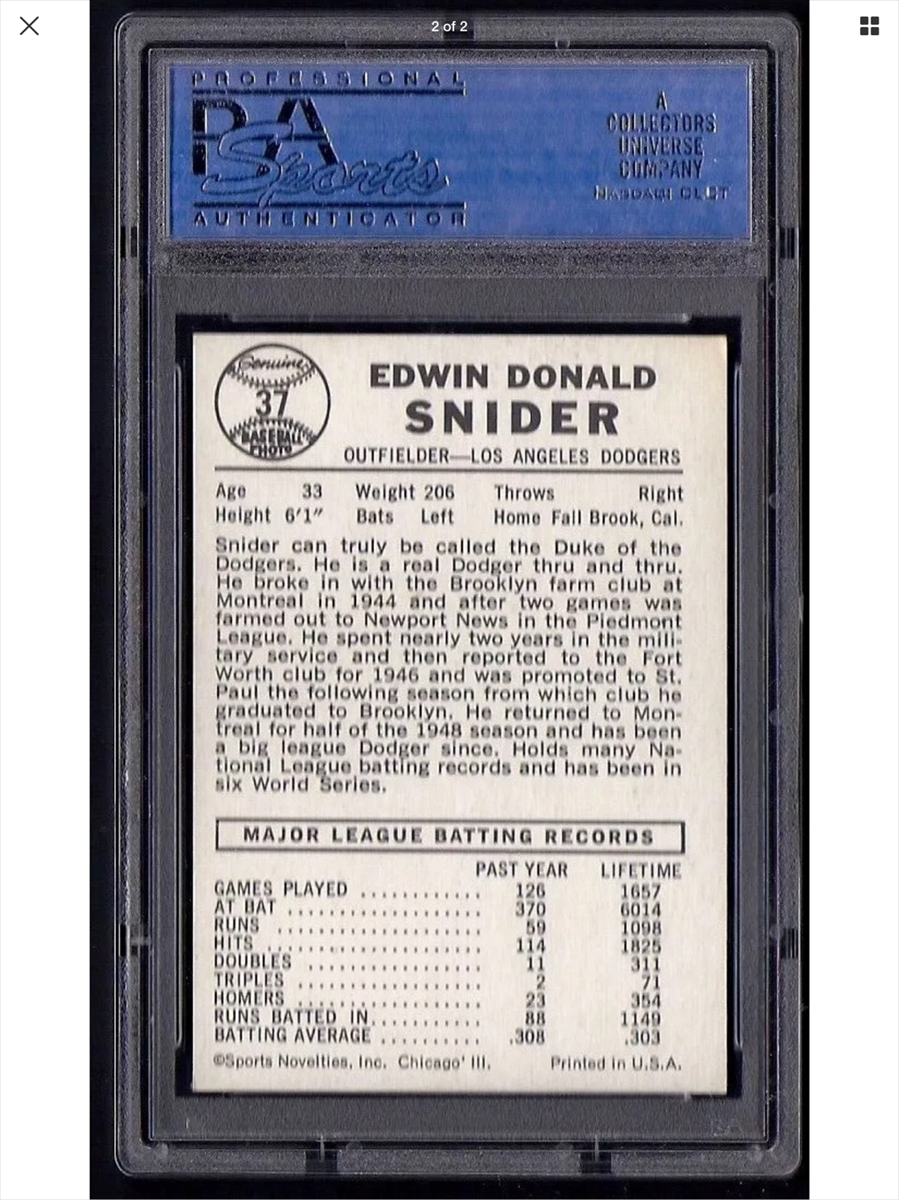 2 of 2
PROFESSIONAL
PSA
Sports
AUTHENTICATOR
A
COLLECTORS
UNIVERSE
COMPANY
NASDAQ: CLCT
Genuine
37
BASEBALL
PHOTO
EDWIN DONALD
SNIDER
OUTFIELDER—LOS ANGELES DODGERS
Age 33 Weight 206 Throws Right
Height 6'1" Bats Left Home Fall Brook, Cal.
Snider can truly be called the Duke of the
Dodgers. He is a real Dodger thru and thru.
He broke in with the Brooklyn farm club at
Montreal in 1944 and after two games was
farmed out to Newport News in the Piedmont
League. He spent nearly two years in the mili-
tary service and then reported to the Fort
Worth club for 1946 and was promoted to St.
Paul the following season from which club he
graduated to Brooklyn. He returned to Mon-
treal for half of the 1948 season and has been
a big league Dodger since. Holds many Na-
tional League batting records and has been in
six World Series.
MAJOR LEAGUE BATTING RECORDS
PAST YEAR LIFETIME
GAMES PLAYED ............ 126 1657
AT BAT .................... 370 6014
RUNS ..................... 59 1098
HITS ...................... 114 1825
DOUBLES .................. 11 311
TRIPLES ................... 2 71
HOMERS .................. 23 354
RUNS BATTED IN........... 88 1149
BATTING AVERAGE .......... .308 .303
©Sports Novelties, Inc. Chicago' Ill. Printed in U.S.A.